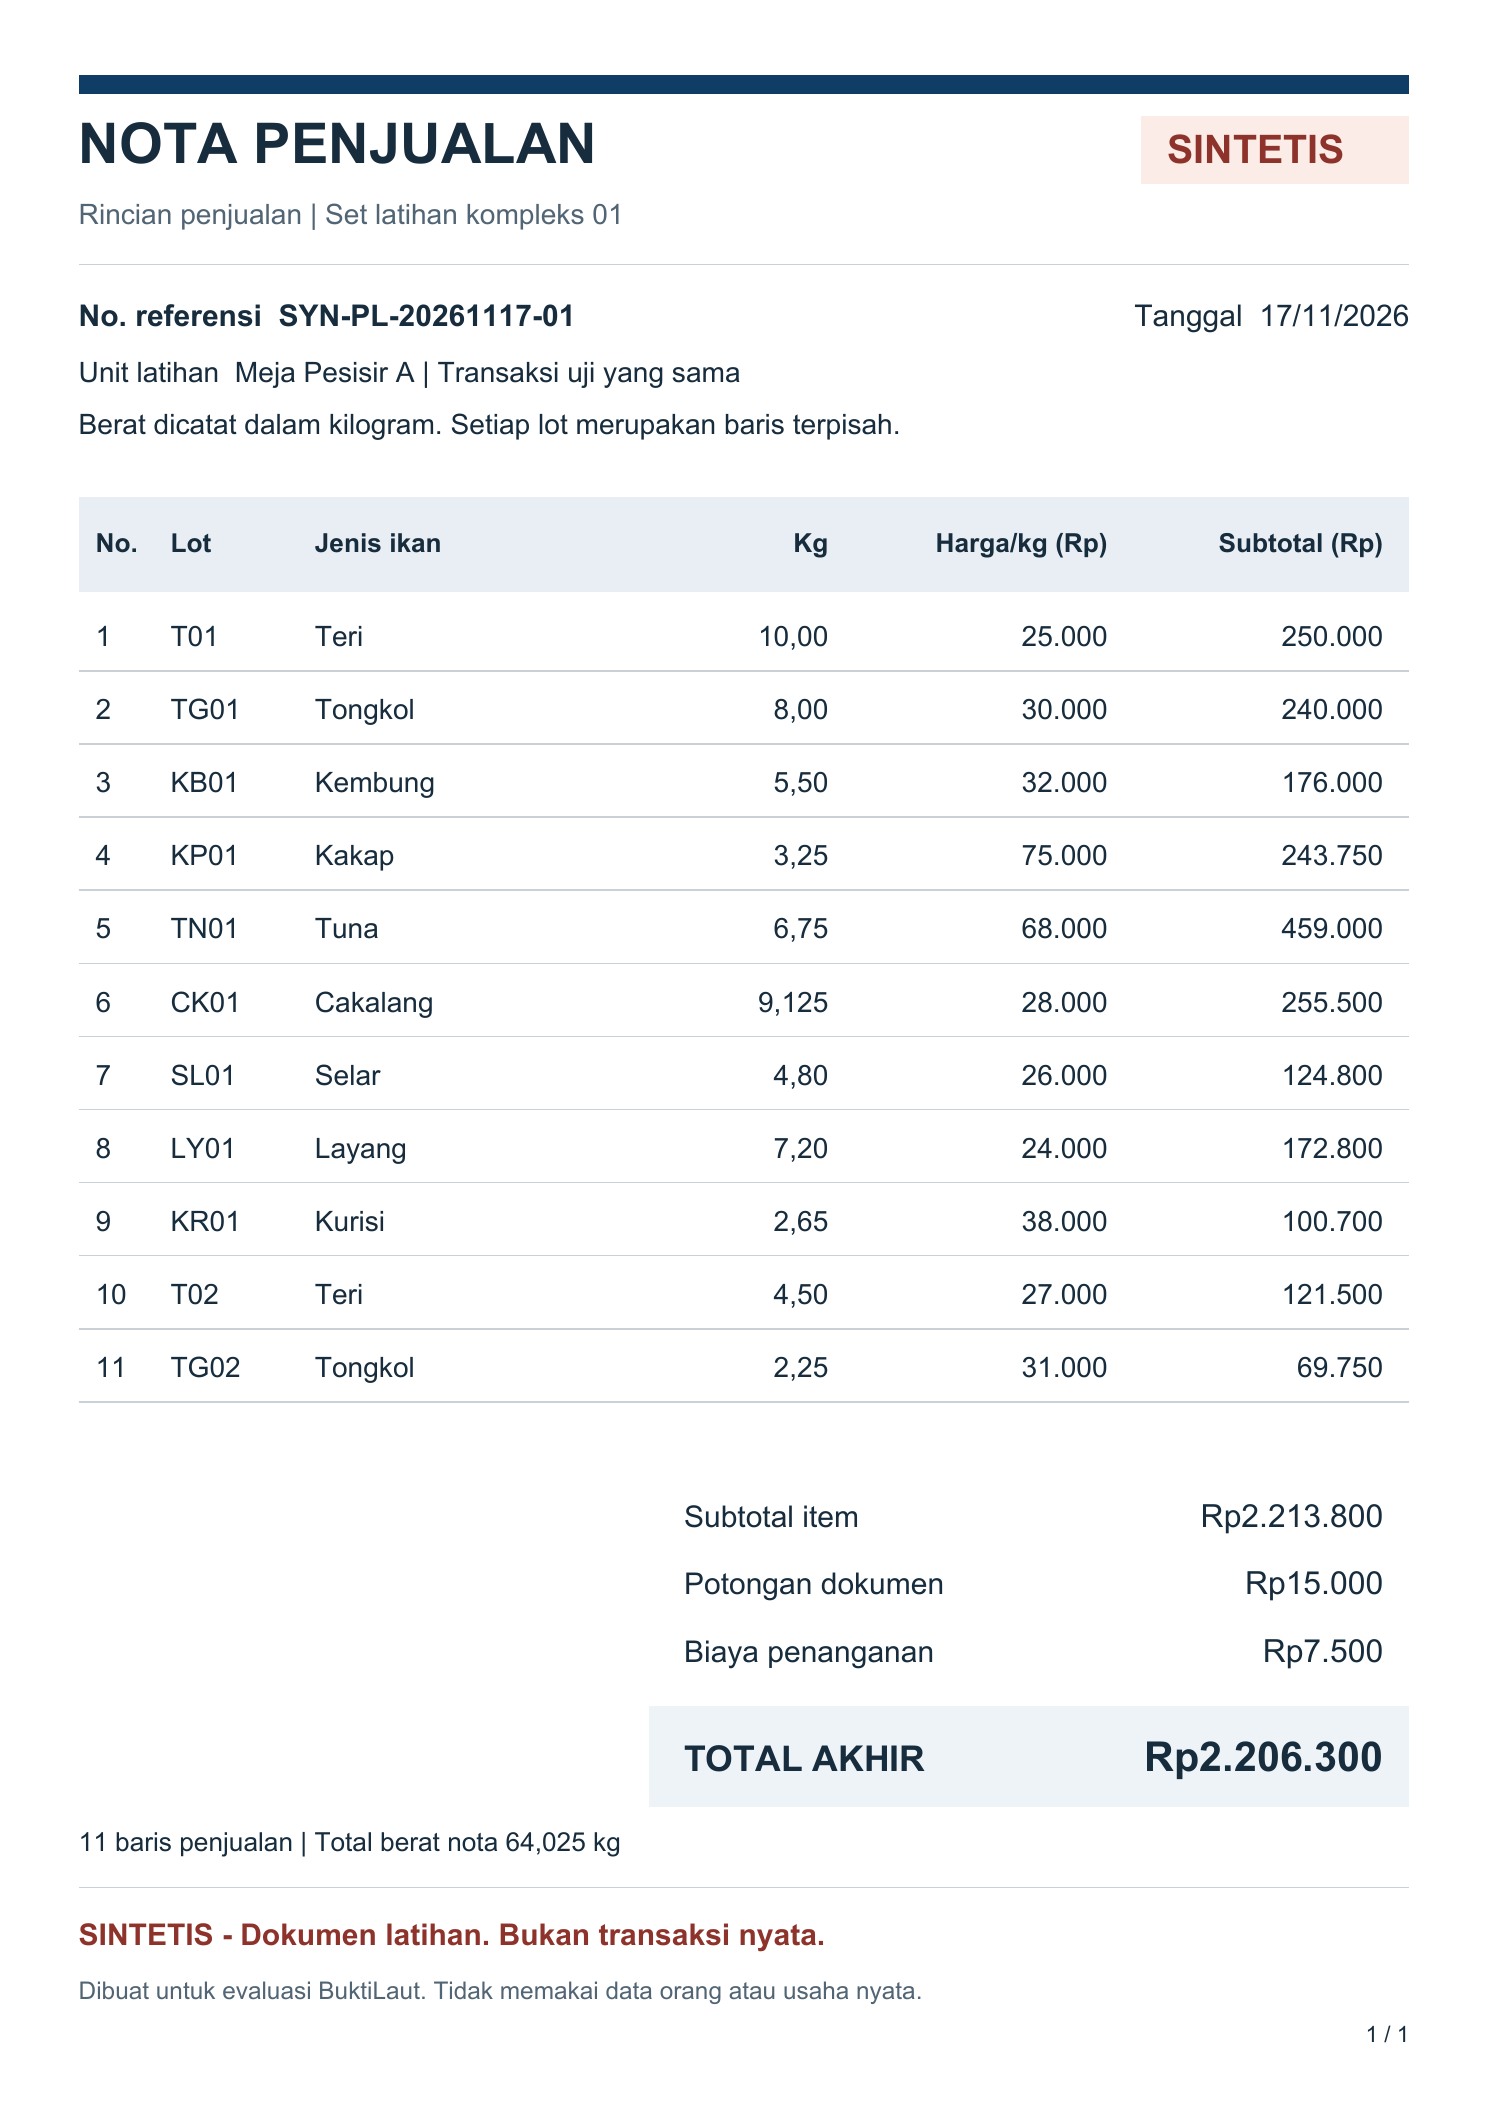 NOTA PENJUALAN
SINTETIS
Rincian penjualan | Set latihan kompleks 01
No. referensi  SYN-PL-20261117-01  Tanggal  17/11/2026
Unit latihan  Meja Pesisir A | Transaksi uji yang sama
Berat dicatat dalam kilogram. Setiap lot merupakan baris terpisah.
No.  Lot  Jenis ikan  Kg  Harga/kg (Rp)  Subtotal (Rp)
1  T01  Teri  10,00  25.000  250.000
2  TG01  Tongkol  8,00  30.000  240.000
3  KB01  Kembung  5,50  32.000  176.000
4  KP01  Kakap  3,25  75.000  243.750
5  TN01  Tuna  6,75  68.000  459.000
6  CK01  Cakalang  9,125  28.000  255.500
7  SL01  Selar  4,80  26.000  124.800
8  LY01  Layang  7,20  24.000  172.800
9  KR01  Kurisi  2,65  38.000  100.700
10  T02  Teri  4,50  27.000  121.500
11  TG02  Tongkol  2,25  31.000  69.750
Subtotal item  Rp2.213.800
Potongan dokumen  Rp15.000
Biaya penanganan  Rp7.500
TOTAL AKHIR  Rp2.206.300
11 baris penjualan | Total berat nota 64,025 kg
SINTETIS - Dokumen latihan. Bukan transaksi nyata.
Dibuat untuk evaluasi BuktiLaut. Tidak memakai data orang atau usaha nyata.
1 / 1